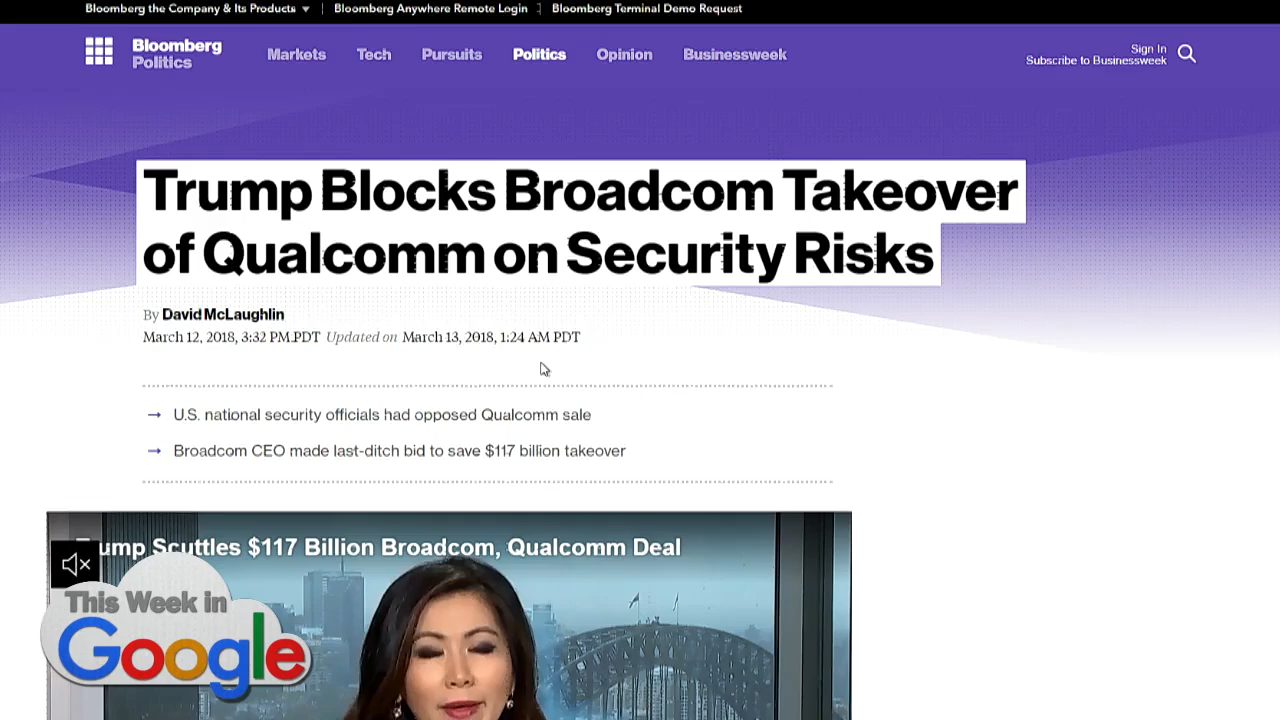 Bloomberg the Company & Its Products
Bloomberg Anywhere Remote Login
Bloomberg Terminal Demo Request
Bloomberg
Politics
Markets
Tech
Pursuits
Politics
Opinion
Businessweek
Sign In
Subscribe to Businessweek
Trump Blocks Broadcom Takeover
of Qualcomm on Security Risks
By David McLaughlin
March 12, 2018, 3:32 PM PDT Updated on March 13, 2018, 1:24 AM PDT
→ U.S. national security officials had opposed Qualcomm sale
→ Broadcom CEO made last-ditch bid to save $117 billion takeover
Trump Scuttles $117 Billion Broadcom, Qualcomm Deal
This Week in
Google